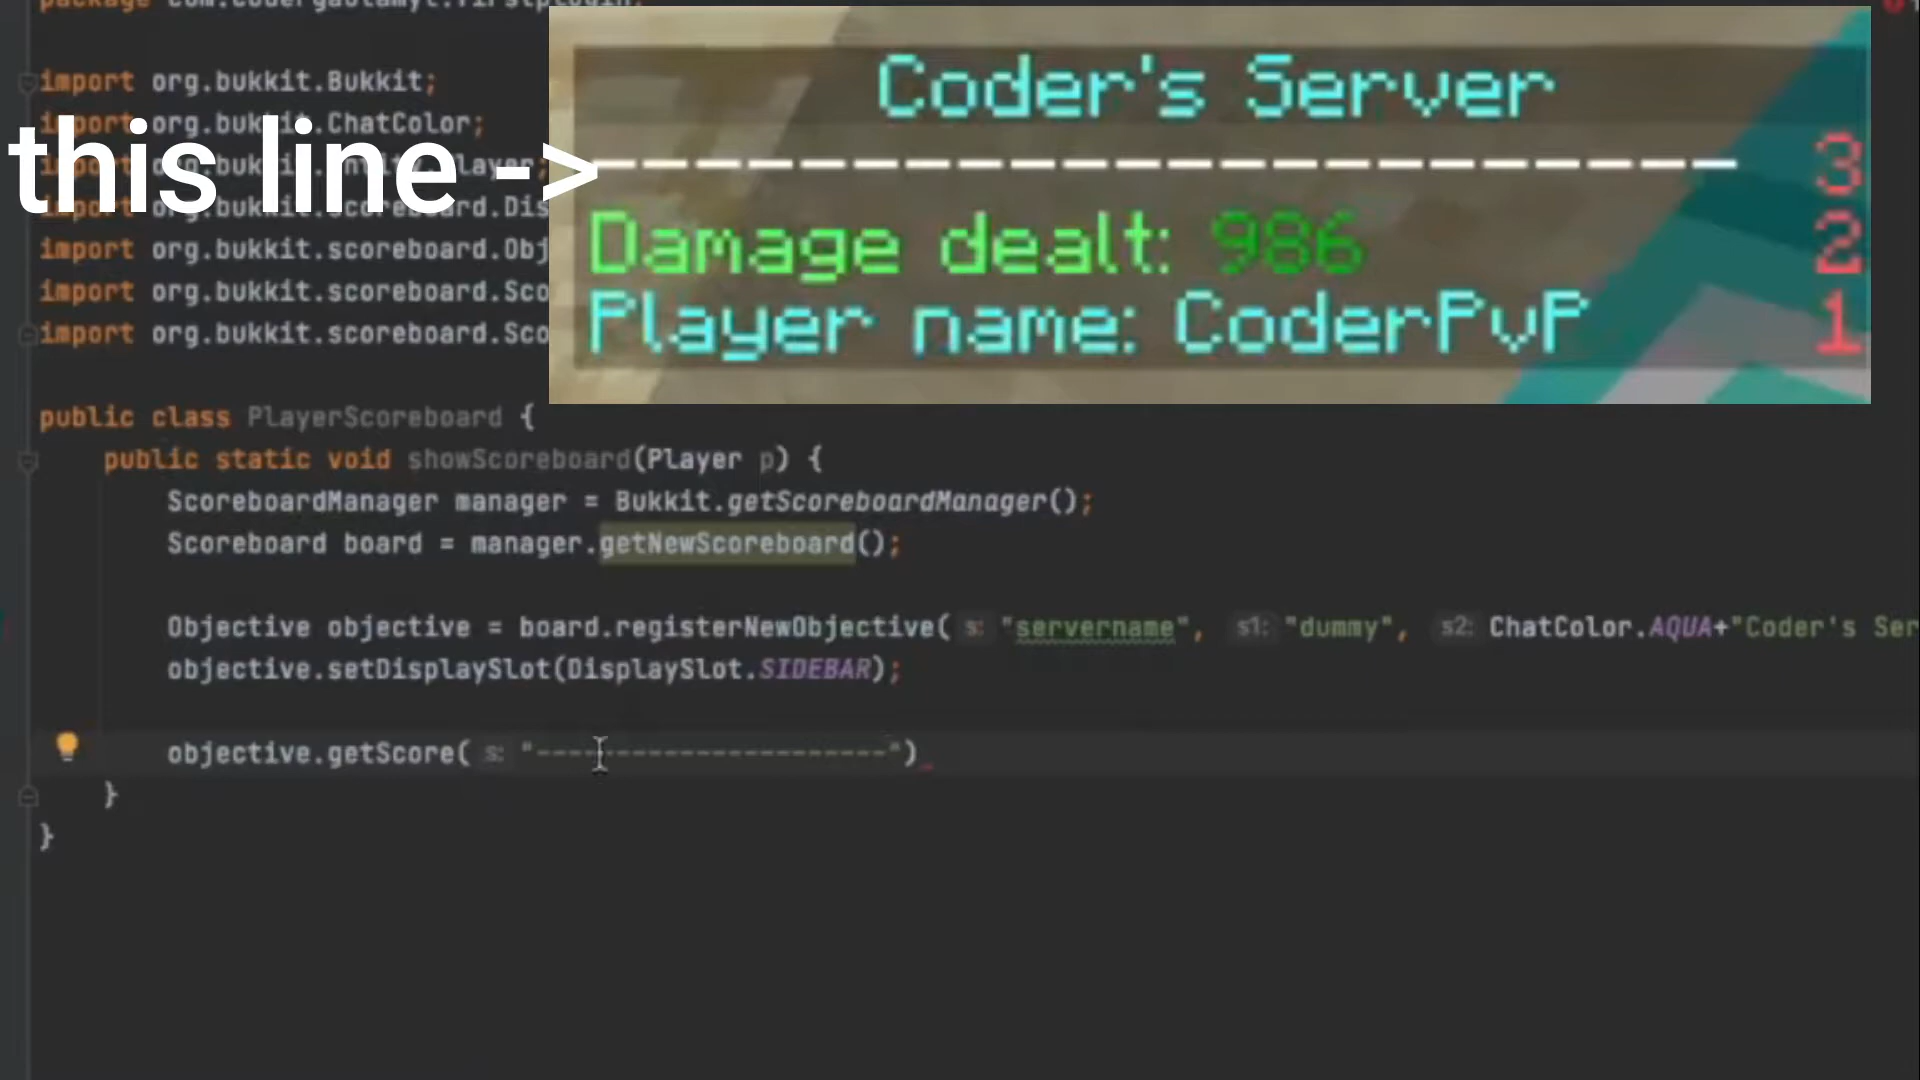 import org.bukkit.Bukkit;
import org.bukkit.ChatColor;
this line ->
import org.bukkit.scoreboard.Obj
import org.bukkit.scoreboard.Sco
import org.bukkit.scoreboard.Sco
Coder's Server
---------------------- 3
Damage dealt: 986 2
Player name: CoderPvP 1
public class PlayerScoreboard {
public static void showScoreboard(Player p) {
ScoreboardManager manager = Bukkit.getScoreboardManager();
Scoreboard board = manager.getNewScoreboard();
Objective objective = board.registerNewObjective( s: "servername", s1: "dummy", s2: ChatColor.AQUA+"Coder's Ser
objective.setDisplaySlot(DisplaySlot.SIDEBAR);
objective.getScore( s: "----------------------")
}
}